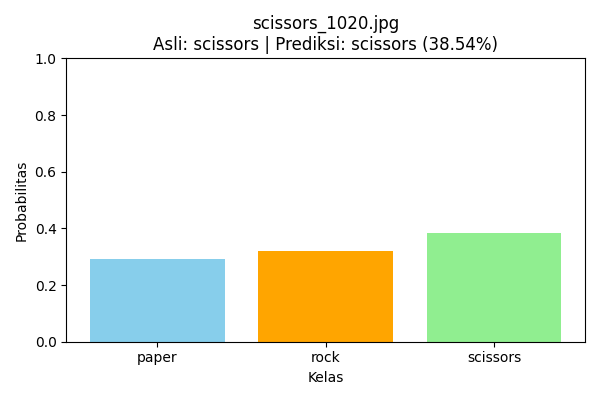 scissors_1020.jpg
Asli: scissors | Prediksi: scissors (38.54%)
1.0
0.8
0.6
0.4
0.2
0.0
Probabilitas
paper
rock
scissors
Kelas